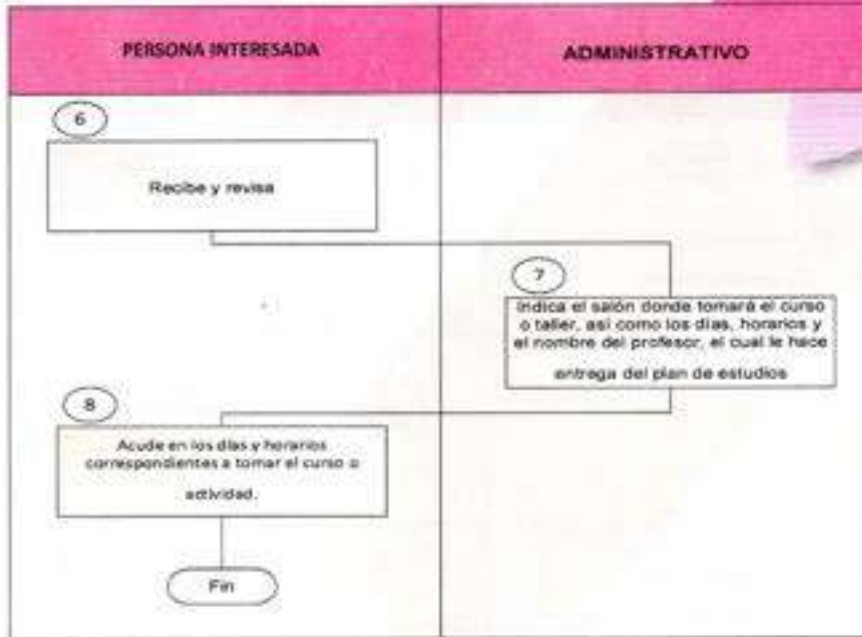 PERSONA INTERESADA
ADMINISTRATIVO
6
Recibe y revisa
7
Indica el salón donde tomará el curso
o taller, así como los días, horarios y
el nombre del profesor, el cual le hace
entrega del plan de estudios
8
Acude en los días y horarios
correspondientes a tomar el curso o
actividad.
Fin